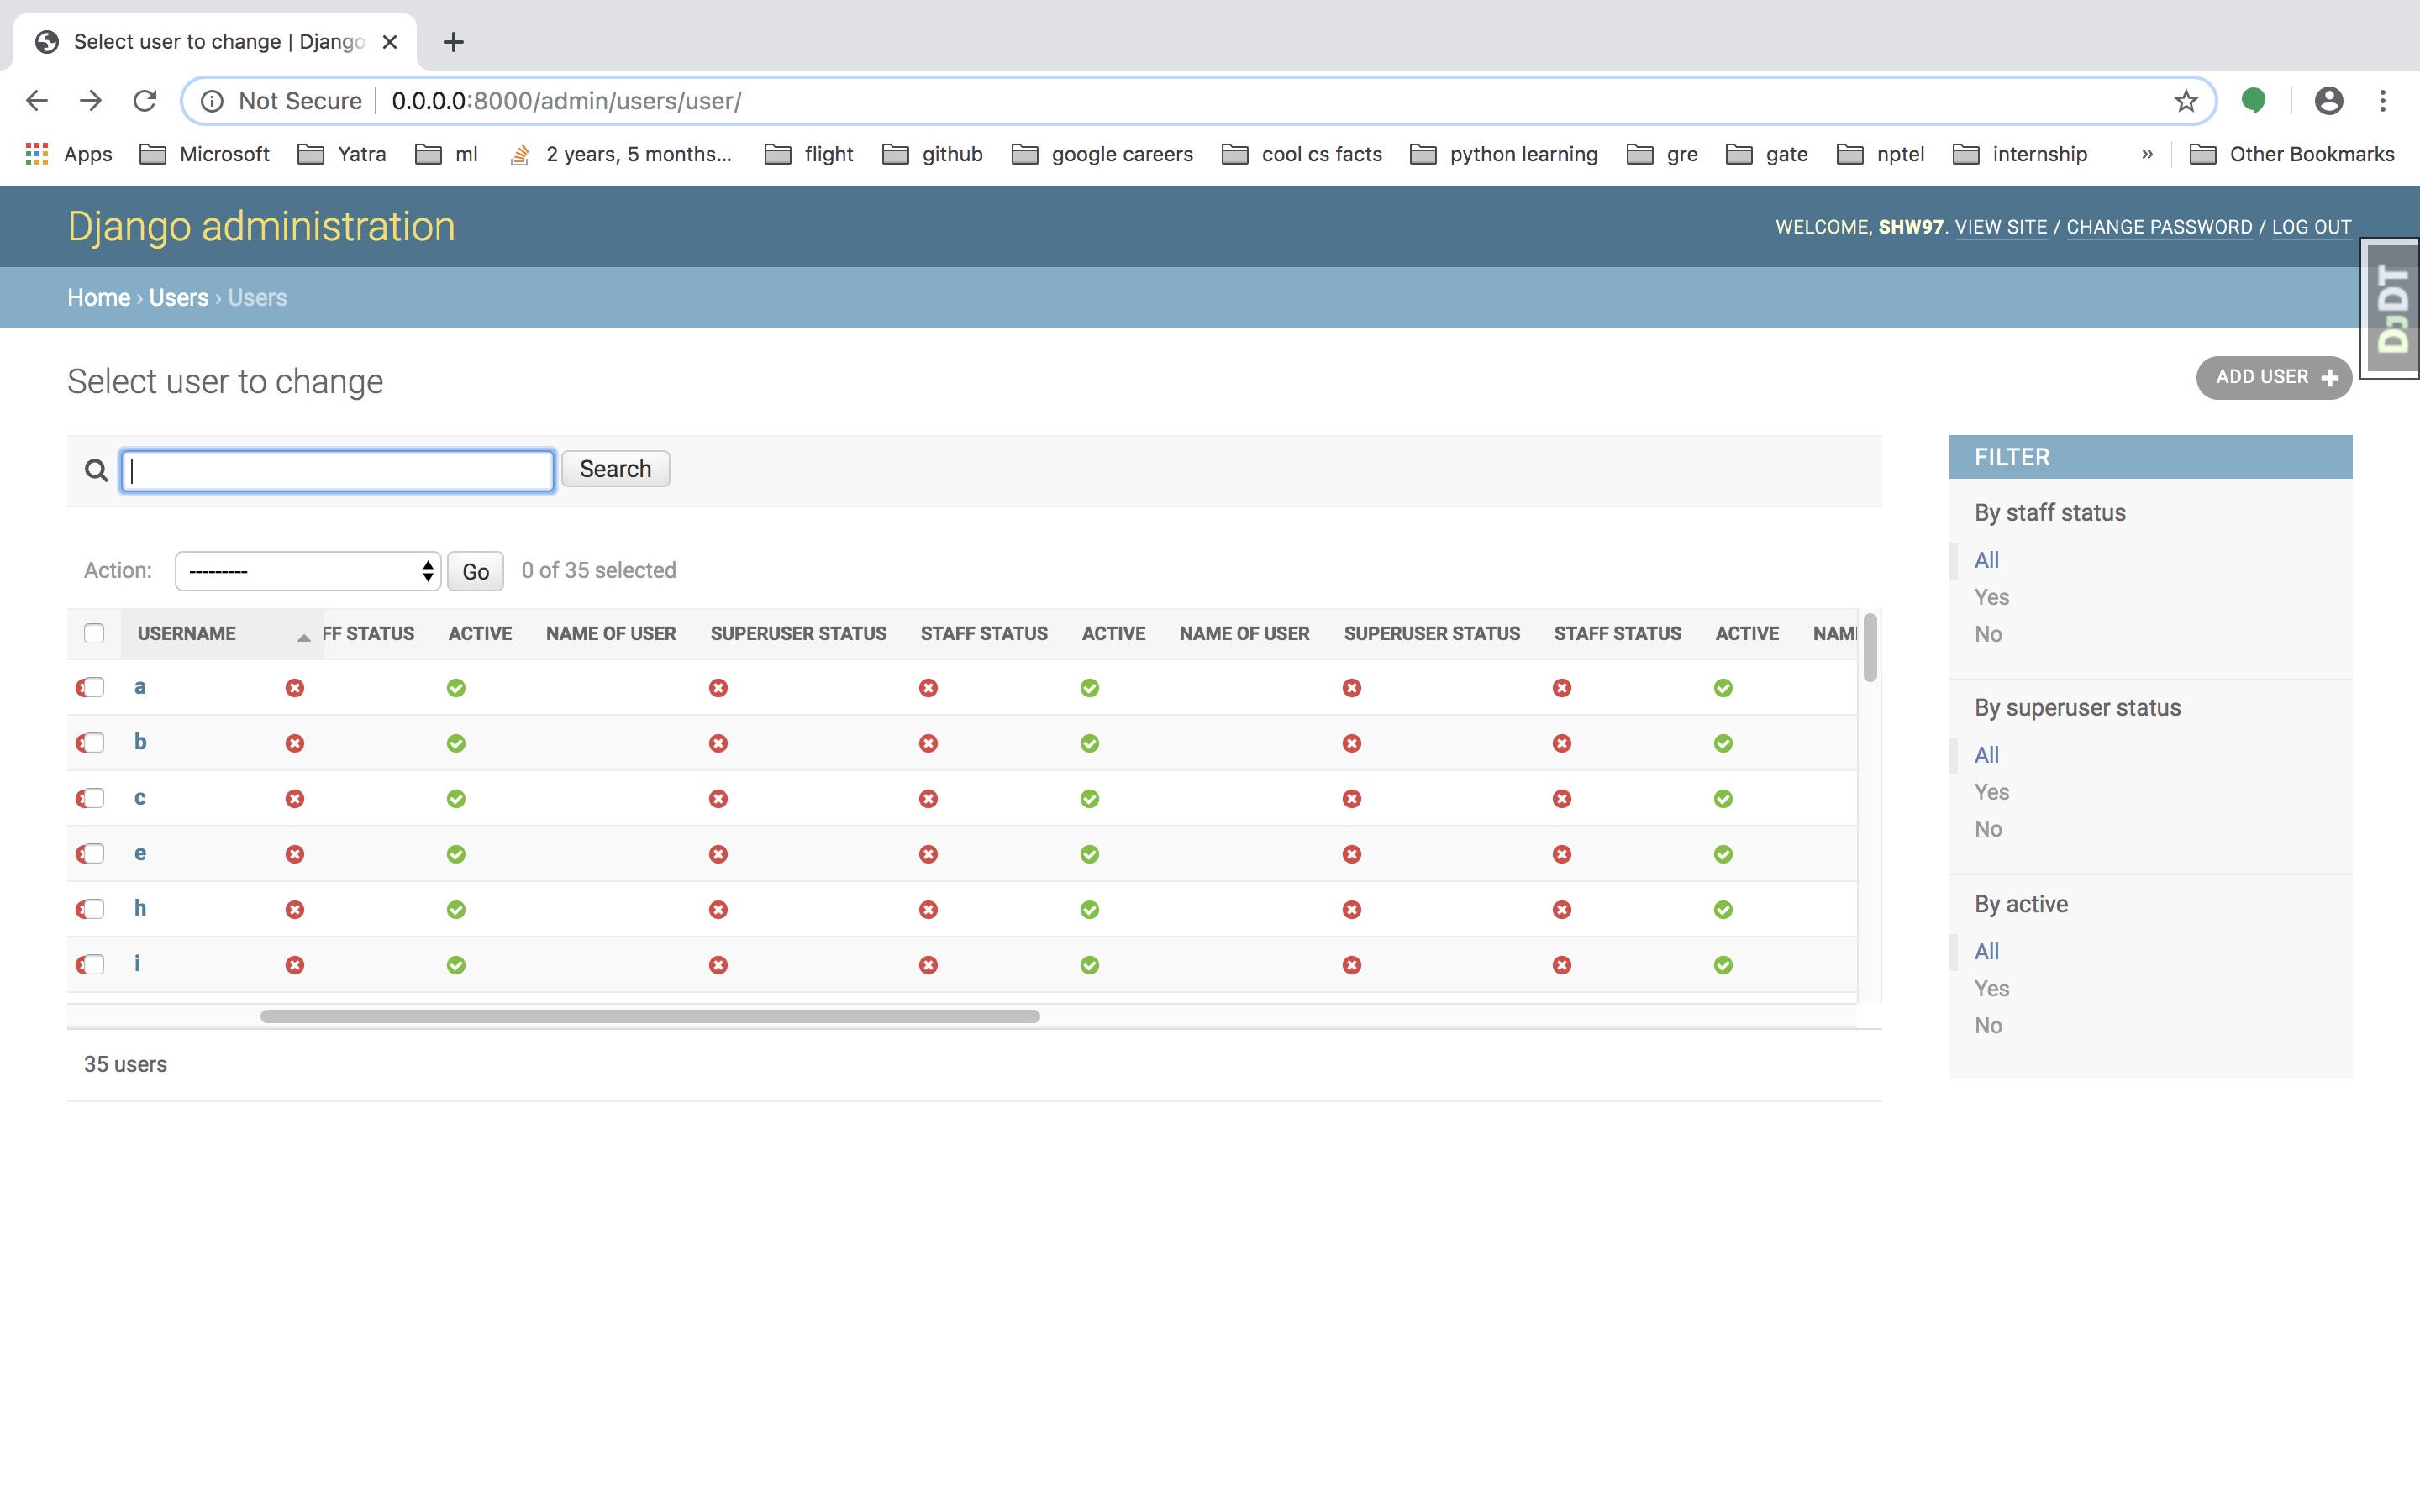 Select user to change | Django
Not Secure | 0.0.0.0:8000/admin/users/user/
Apps Microsoft Yatra ml 2 years, 5 months... flight github google careers cool cs facts python learning gre gate nptel internship » Other Bookmarks
Django administration
WELCOME, SHW97. VIEW SITE / CHANGE PASSWORD / LOG OUT
DJDT
Home › Users › Users
Select user to change
ADD USER +
Search
Action: --------- Go 0 of 35 selected
USERNAME FF STATUS ACTIVE NAME OF USER SUPERUSER STATUS STAFF STATUS ACTIVE NAME OF USER SUPERUSER STATUS STAFF STATUS ACTIVE NAM
a
b
c
e
h
i
35 users
FILTER
By staff status
All
Yes
No
By superuser status
All
Yes
No
By active
All
Yes
No